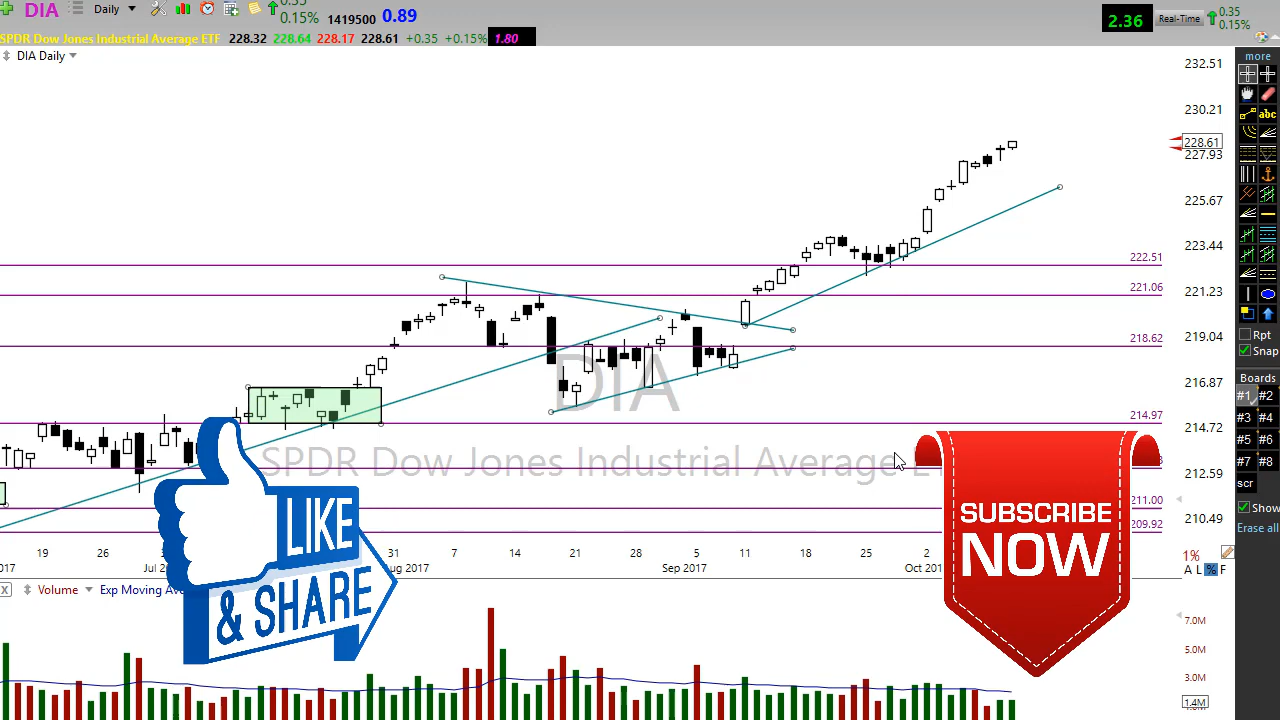 DIA Daily 0.15% 1419500 0.89 2.36 Real-Time 0.35 0.15%
SPDR Dow Jones Industrial Average ETF 228.32 228.64 228.17 228.61 +0.35 +0.15% 1.80
DIA Daily
more
232.51
230.21
228.61
227.93
225.67
223.44
222.51
221.23
221.06
219.04
218.62
216.87
214.97
214.72
212.59
211.00
210.49
209.92
abc
Rpt
Snap
Boards
#1 #2
#3 #4
#5 #6
#7 #8
scr
Show
Erase all
DIA
SPDR Dow Jones Industrial Average
LIKE
& SHARE
SUBSCRIBE
NOW
19 26 31 7 14 21 28 5 11 18 25 2
Sep 2017
1%
A L % F
X Volume Exp Moving
7.0M
5.0M
3.0M
1.4M